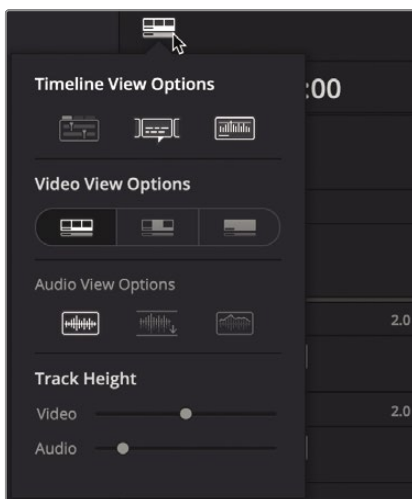 :00
Timeline View Options
Video View Options
Audio View Options
2.0
Track Height
Video
2.0
Audio